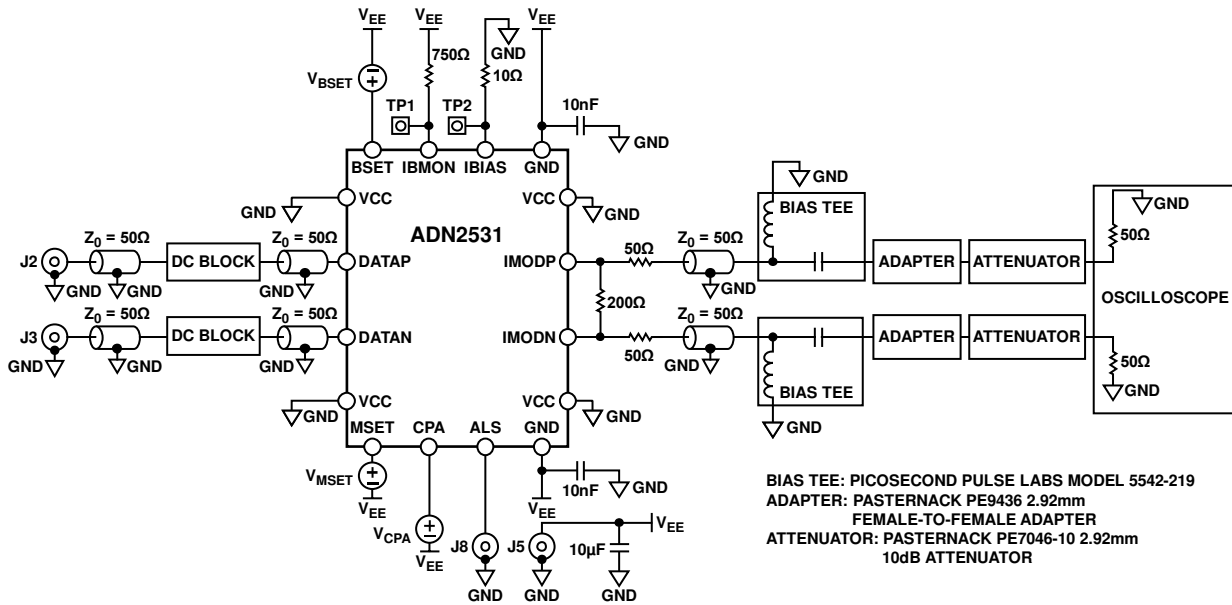 VEE VEE VEE
GND
750Ω
10Ω
VBSET
TP1 TP2 10nF
GND
BSET IBMON IBIAS GND
VCC VCC
GND GND
GND
BIAS TEE
GND
50Ω
ADN2531
Z0 = 50Ω Z0 = 50Ω Z0 = 50Ω
J2 DC BLOCK DATAP IMODP 50Ω ADAPTER ATTENUATOR
GND GND GND GND
200Ω
OSCILLOSCOPE
Z0 = 50Ω Z0 = 50Ω Z0 = 50Ω
J3 DC BLOCK DATAN IMODN 50Ω ADAPTER ATTENUATOR
GND GND GND GND
50Ω
GND
BIAS TEE
GND
VCC VCC
GND GND
MSET CPA ALS GND
VMSET
VEE
10nF
GND
VEE
VCPA
VEE
J8
GND
J5
GND
VEE
10µF
GND
BIAS TEE: PICOSECOND PULSE LABS MODEL 5542-219
ADAPTER: PASTERNACK PE9436 2.92mm
FEMALE-TO-FEMALE ADAPTER
ATTENUATOR: PASTERNACK PE7046-10 2.92mm
10dB ATTENUATOR